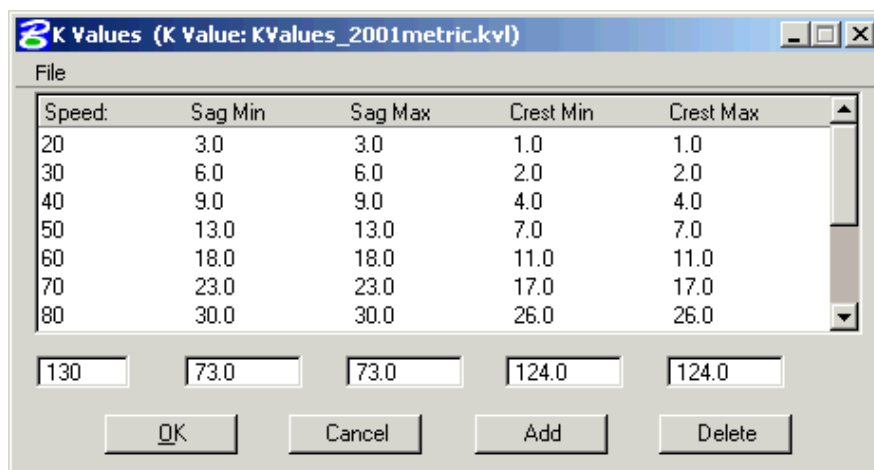 K Values (K Value: KValues_2001metric.kvl)
File
Speed: Sag Min Sag Max Crest Min Crest Max
20 3.0 3.0 1.0 1.0
30 6.0 6.0 2.0 2.0
40 9.0 9.0 4.0 4.0
50 13.0 13.0 7.0 7.0
60 18.0 18.0 11.0 11.0
70 23.0 23.0 17.0 17.0
80 30.0 30.0 26.0 26.0
130 73.0 73.0 124.0 124.0
OK Cancel Add Delete